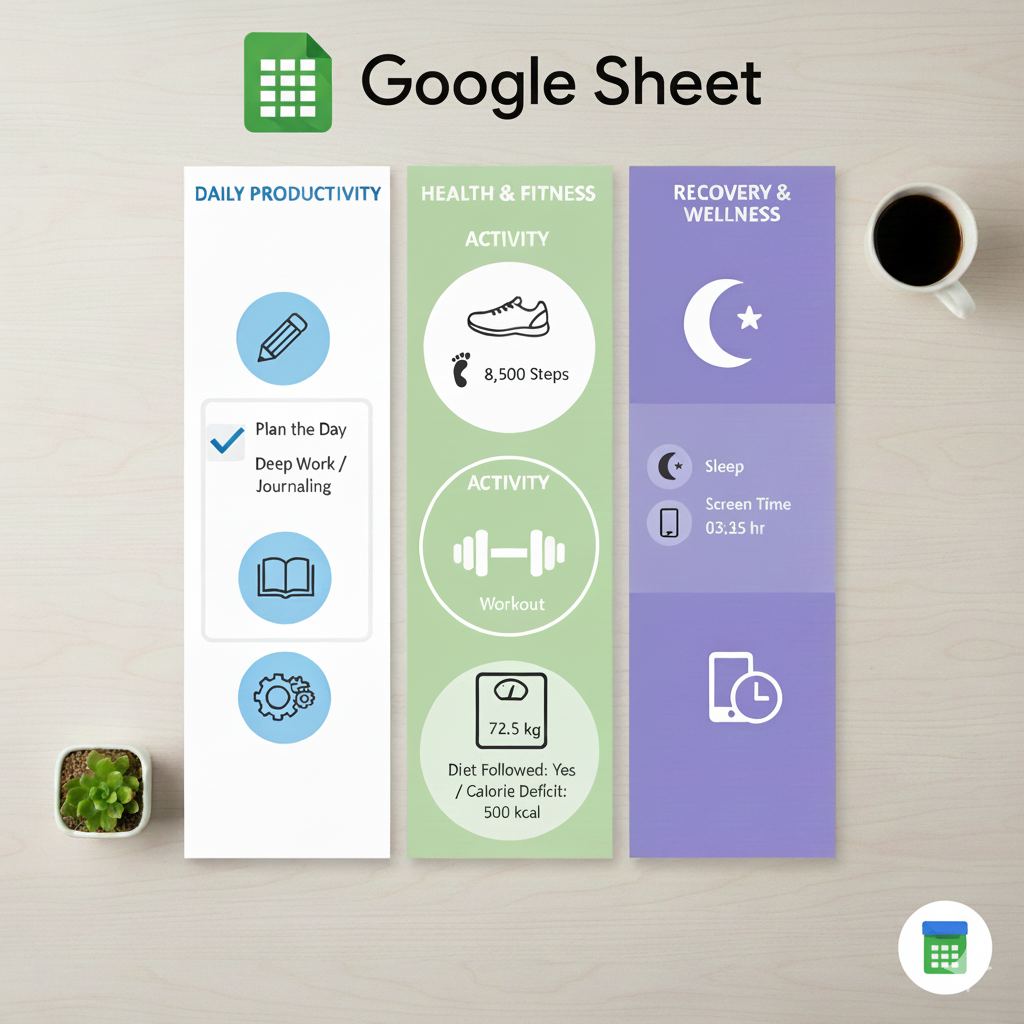 Google Sheet
DAILY PRODUCTIVITY
Plan the Day
Deep Work /
Journaling
HEALTH & FITNESS
ACTIVITY
8,500 Steps
ACTIVITY
Workout
72.5 kg
Diet Followed: Yes
/ Calorie Deficit:
500 kcal
RECOVERY &
WELLNESS
Sleep
Screen Time
03:15 hr